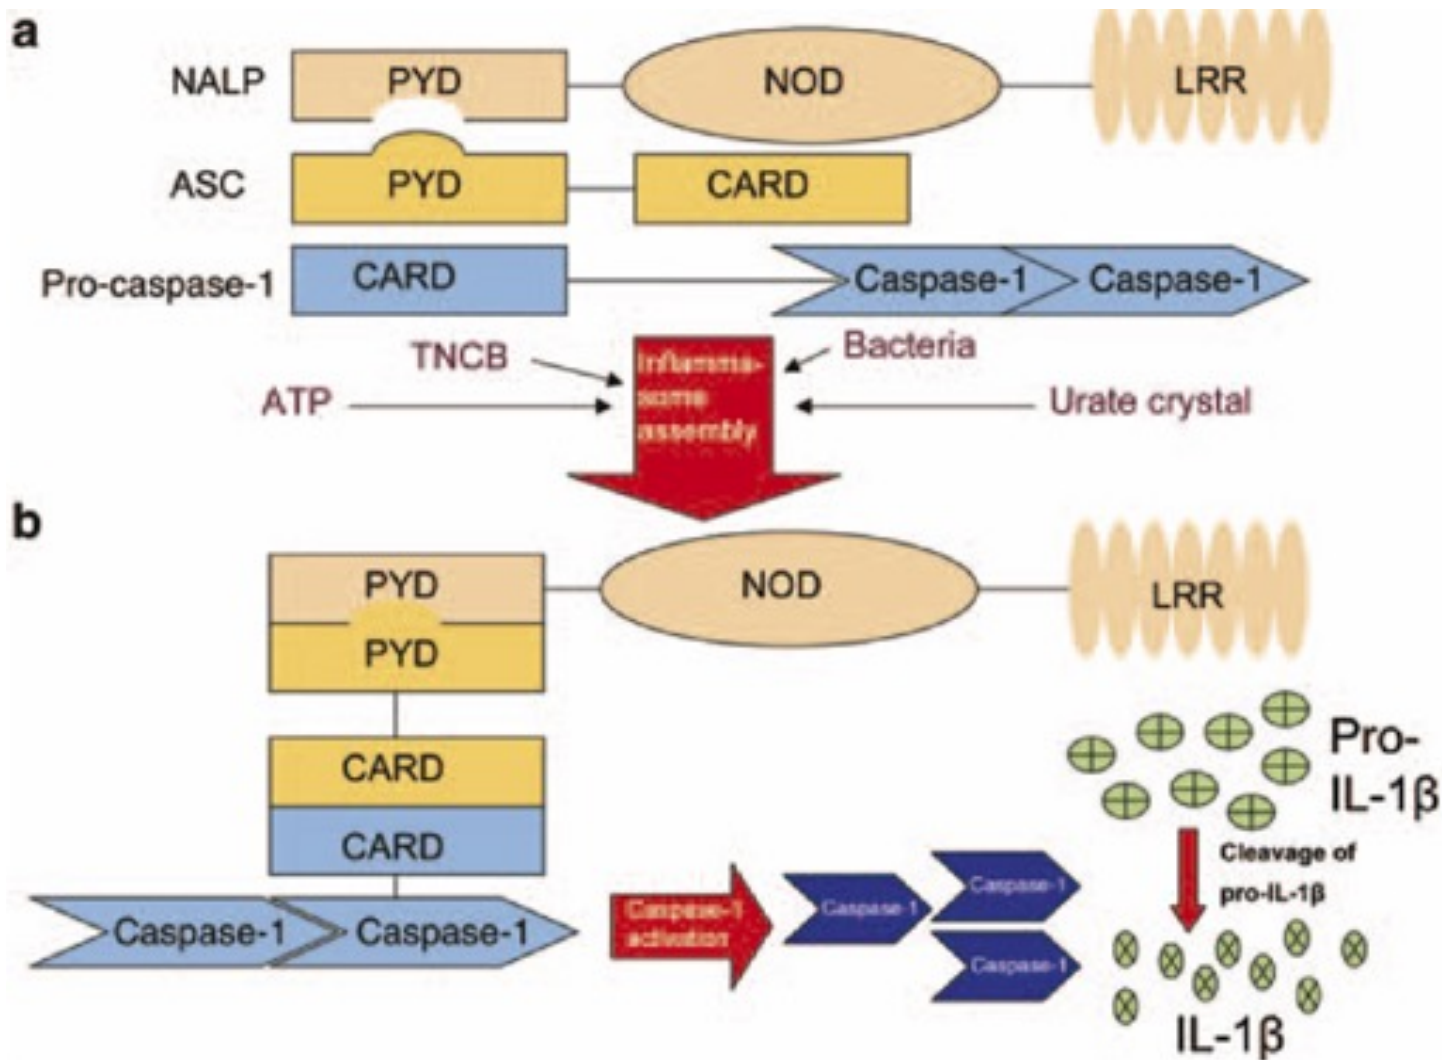 a
NALP
PYD
NOD
LRR
ASC
PYD
CARD
Pro-caspase-1
CARD
Caspase-1
Caspase-1
TNCB
Bacteria
ATP
Urate crystal
Inflamma-
some
assembly
b
PYD
NOD
LRR
PYD
CARD
CARD
Caspase-1
Caspase-1
Caspase-1
activation
Caspase-1
Caspase-1
Caspase-1
Pro-
IL-1β
Cleavage of
pro-IL-1β
IL-1β